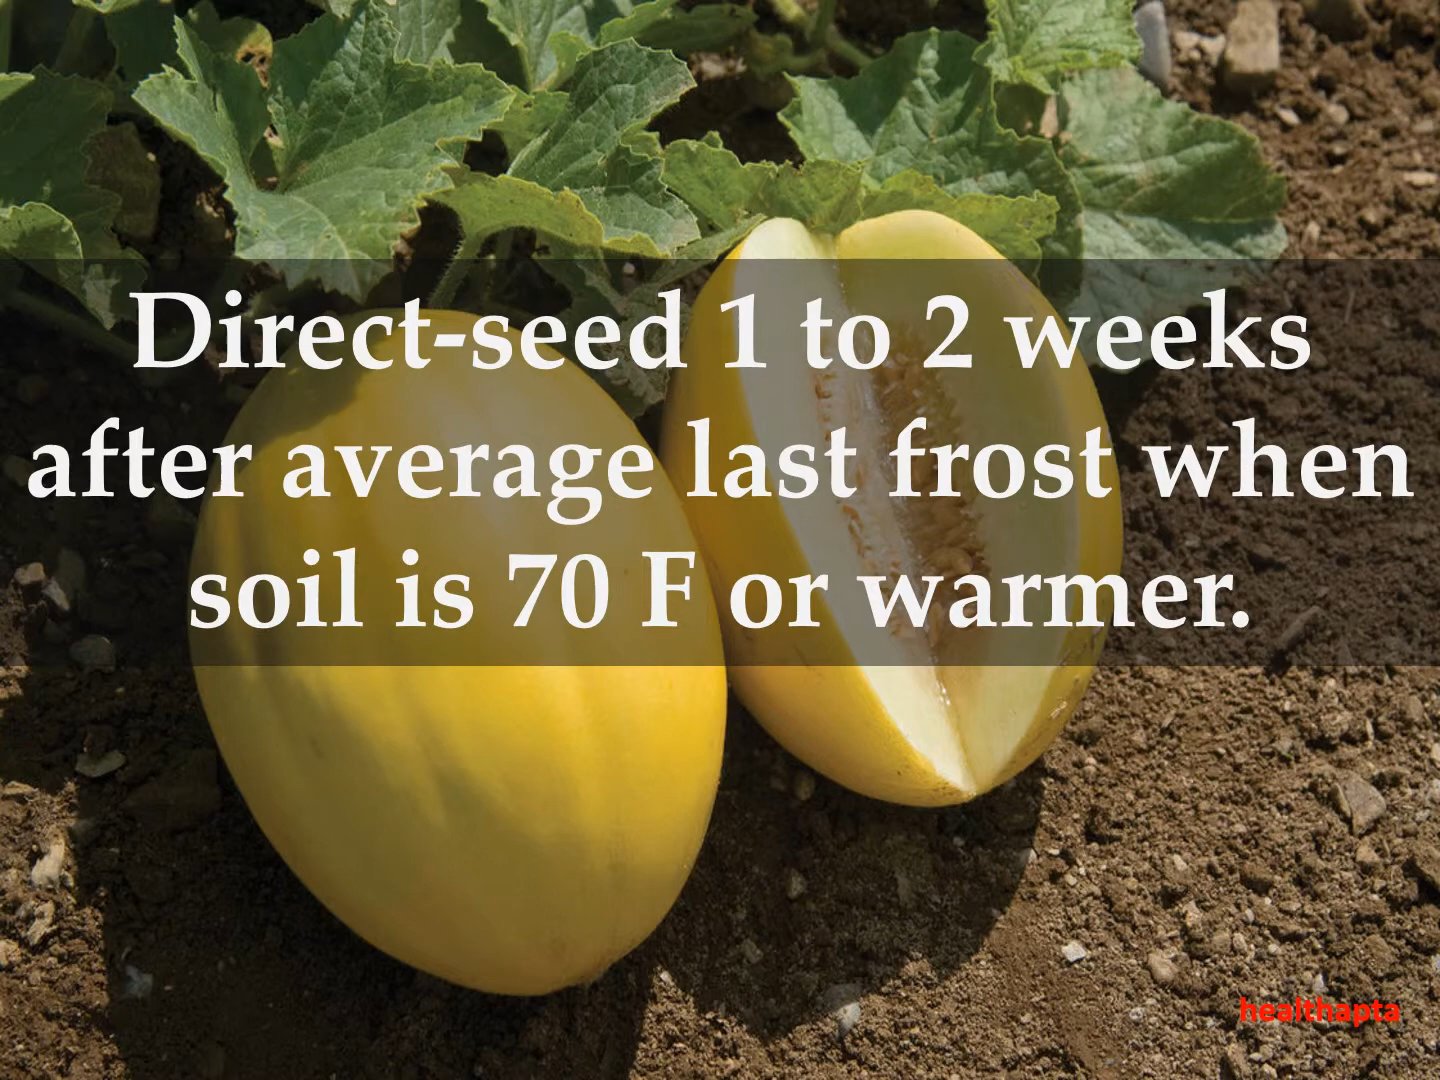 Direct-seed 1 to 2 weeks
after average last frost when
soil is 70 F or warmer.
healthapta